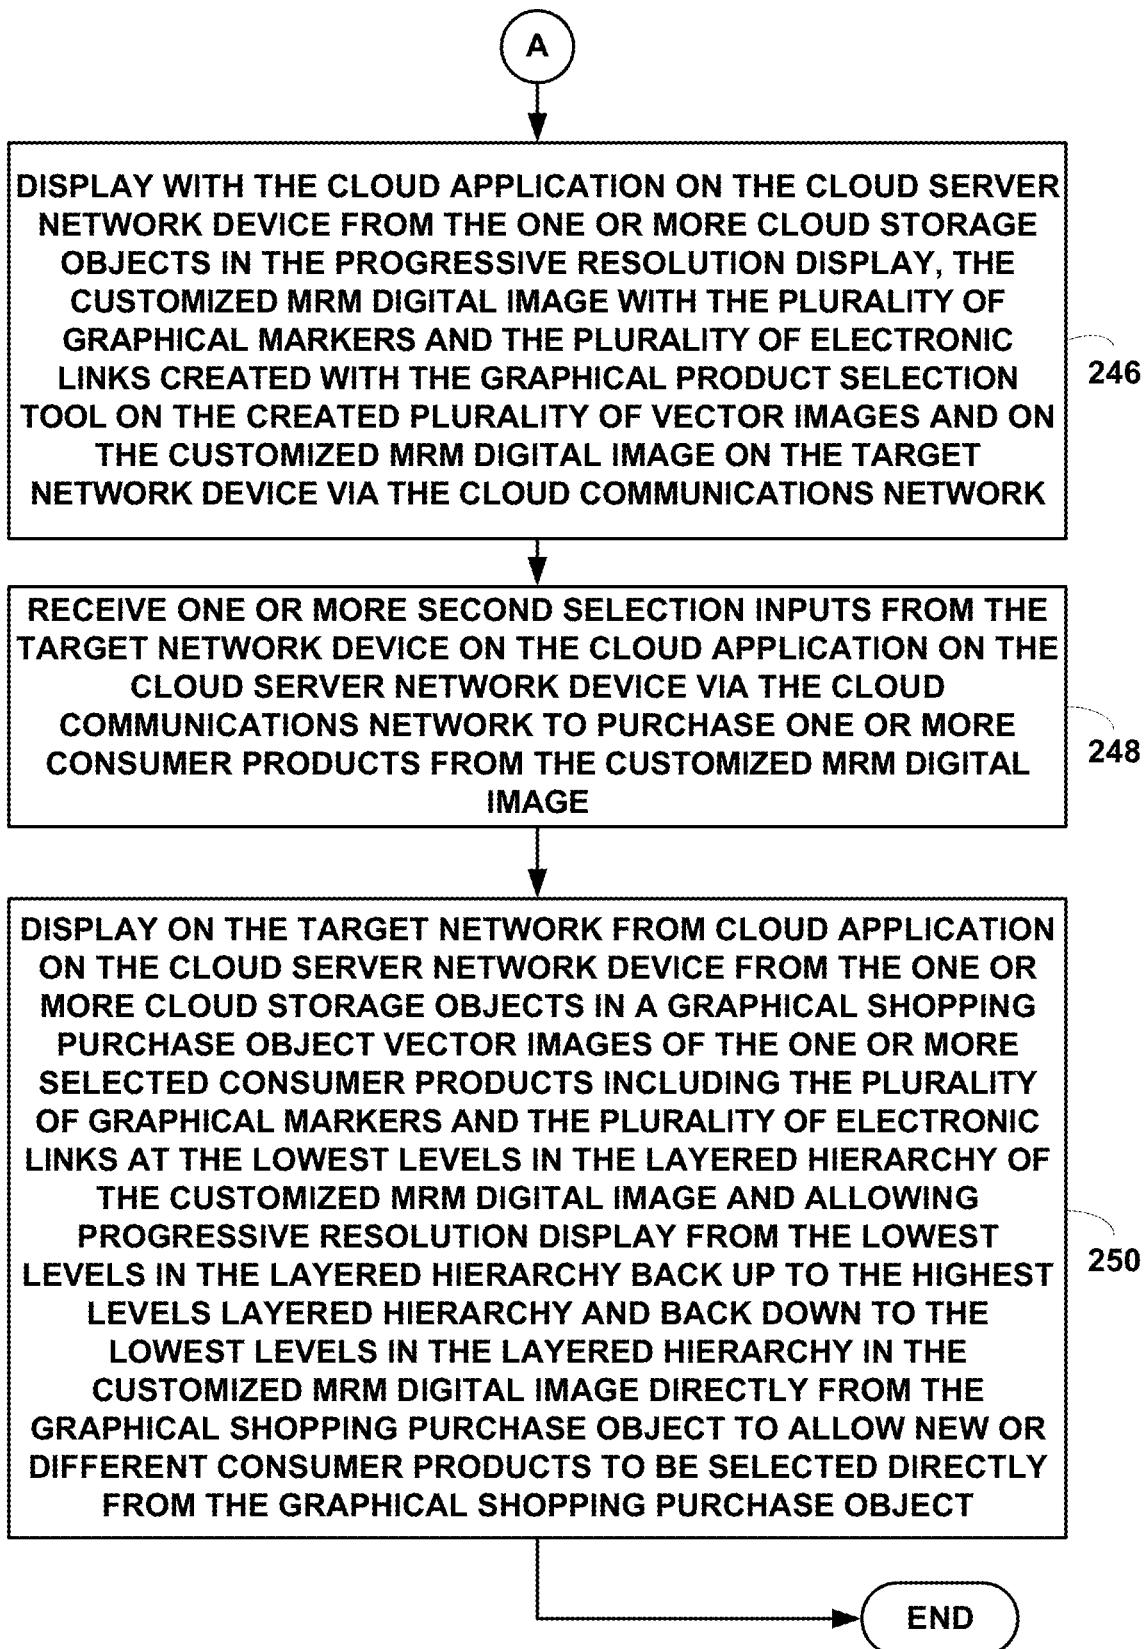 A
DISPLAY WITH THE CLOUD APPLICATION ON THE CLOUD SERVER
NETWORK DEVICE FROM THE ONE OR MORE CLOUD STORAGE
OBJECTS IN THE PROGRESSIVE RESOLUTION DISPLAY, THE
CUSTOMIZED MRM DIGITAL IMAGE WITH THE PLURALITY OF
GRAPHICAL MARKERS AND THE PLURALITY OF ELECTRONIC
LINKS CREATED WITH THE GRAPHICAL PRODUCT SELECTION
TOOL ON THE CREATED PLURALITY OF VECTOR IMAGES AND ON
THE CUSTOMIZED MRM DIGITAL IMAGE ON THE TARGET
NETWORK DEVICE VIA THE CLOUD COMMUNICATIONS NETWORK
246
RECEIVE ONE OR MORE SECOND SELECTION INPUTS FROM THE
TARGET NETWORK DEVICE ON THE CLOUD APPLICATION ON THE
CLOUD SERVER NETWORK DEVICE VIA THE CLOUD
COMMUNICATIONS NETWORK TO PURCHASE ONE OR MORE
CONSUMER PRODUCTS FROM THE CUSTOMIZED MRM DIGITAL
IMAGE
248
DISPLAY ON THE TARGET NETWORK FROM CLOUD APPLICATION
ON THE CLOUD SERVER NETWORK DEVICE FROM THE ONE OR
MORE CLOUD STORAGE OBJECTS IN A GRAPHICAL SHOPPING
PURCHASE OBJECT VECTOR IMAGES OF THE ONE OR MORE
SELECTED CONSUMER PRODUCTS INCLUDING THE PLURALITY
OF GRAPHICAL MARKERS AND THE PLURALITY OF ELECTRONIC
LINKS AT THE LOWEST LEVELS IN THE LAYERED HIERARCHY OF
THE CUSTOMIZED MRM DIGITAL IMAGE AND ALLOWING
PROGRESSIVE RESOLUTION DISPLAY FROM THE LOWEST
LEVELS IN THE LAYERED HIERARCHY BACK UP TO THE HIGHEST
LEVELS LAYERED HIERARCHY AND BACK DOWN TO THE
LOWEST LEVELS IN THE LAYERED HIERARCHY IN THE
CUSTOMIZED MRM DIGITAL IMAGE DIRECTLY FROM THE
GRAPHICAL SHOPPING PURCHASE OBJECT TO ALLOW NEW OR
DIFFERENT CONSUMER PRODUCTS TO BE SELECTED DIRECTLY
FROM THE GRAPHICAL SHOPPING PURCHASE OBJECT
250
END